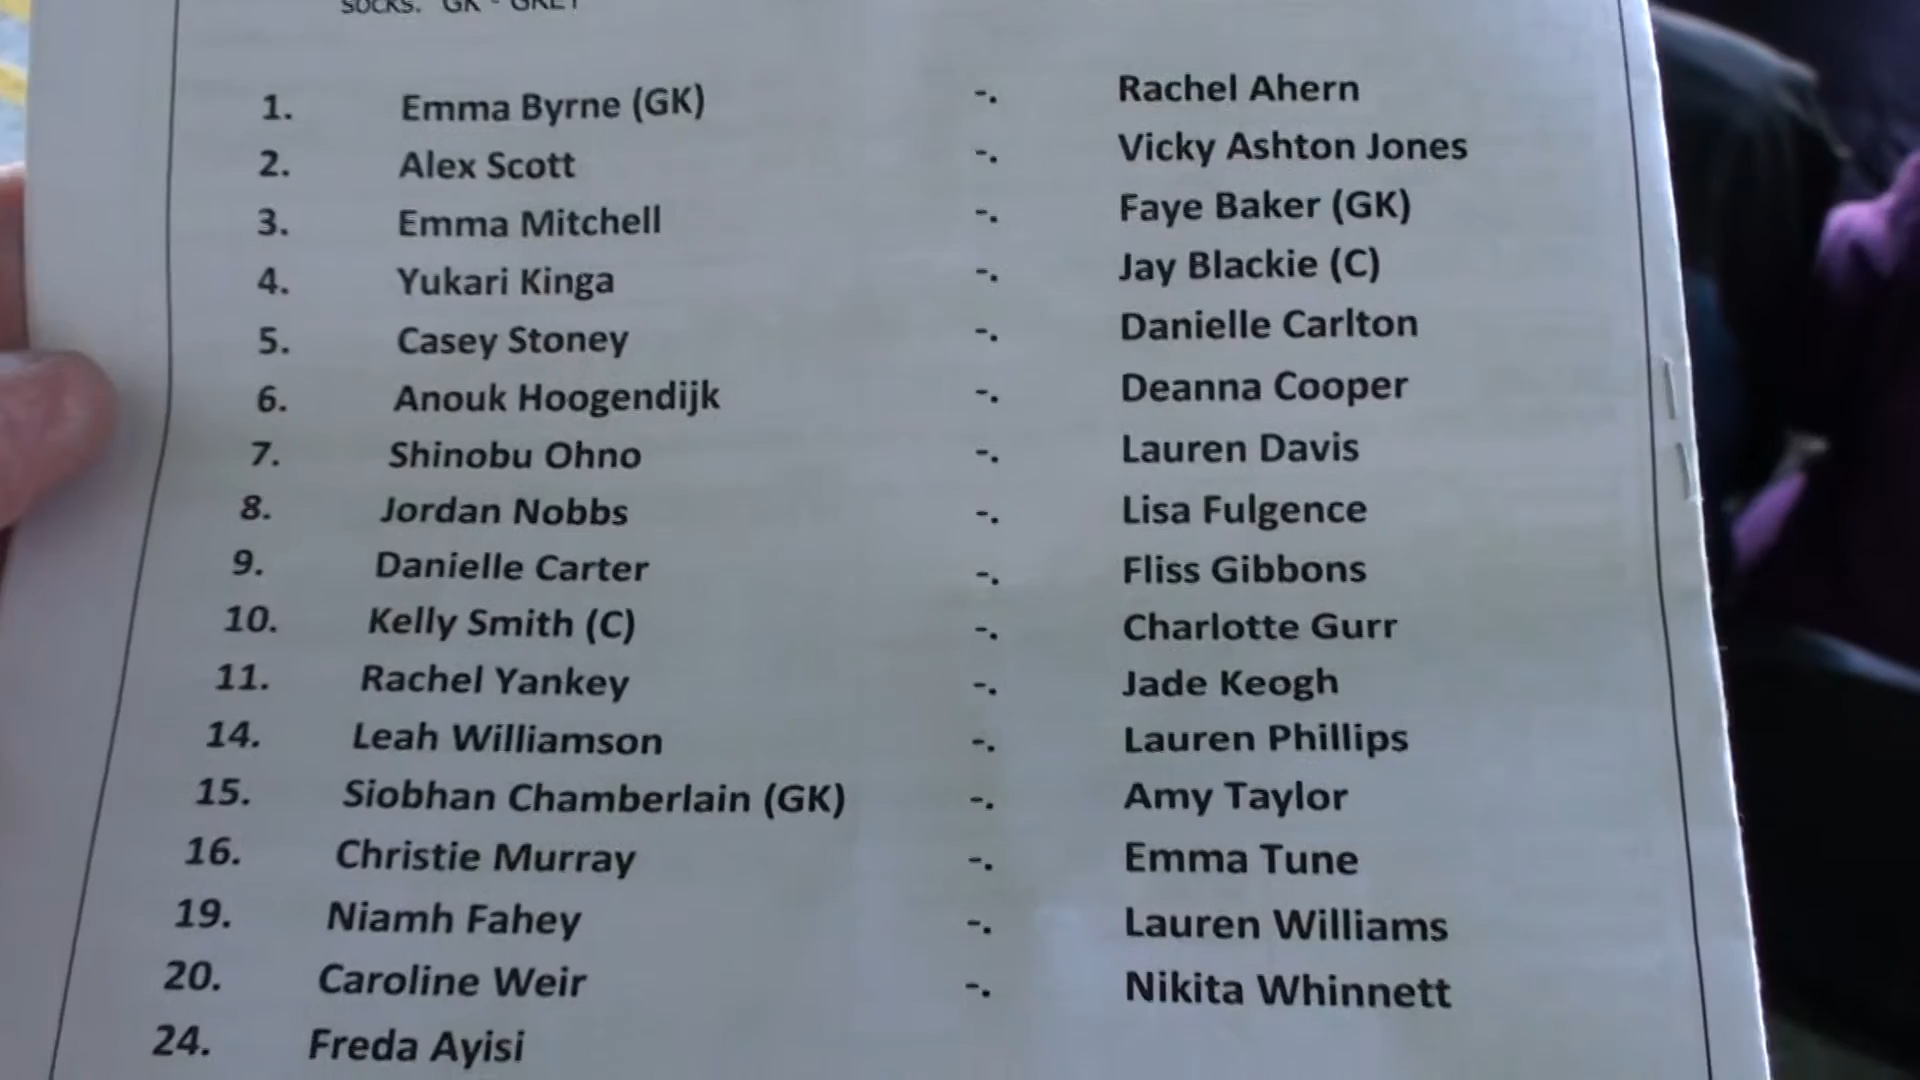 SOCKS. GK - GREY
1. Emma Byrne (GK) -. Rachel Ahern
2. Alex Scott -. Vicky Ashton Jones
3. Emma Mitchell -. Faye Baker (GK)
4. Yukari Kinga -. Jay Blackie (C)
5. Casey Stoney -. Danielle Carlton
6. Anouk Hoogendijk -. Deanna Cooper
7. Shinobu Ohno -. Lauren Davis
8. Jordan Nobbs -. Lisa Fulgence
9. Danielle Carter -. Fliss Gibbons
10. Kelly Smith (C) -. Charlotte Gurr
11. Rachel Yankey -. Jade Keogh
14. Leah Williamson -. Lauren Phillips
15. Siobhan Chamberlain (GK) -. Amy Taylor
16. Christie Murray -. Emma Tune
19. Niamh Fahey -. Lauren Williams
20. Caroline Weir -. Nikita Whinnett
24. Freda Ayisi